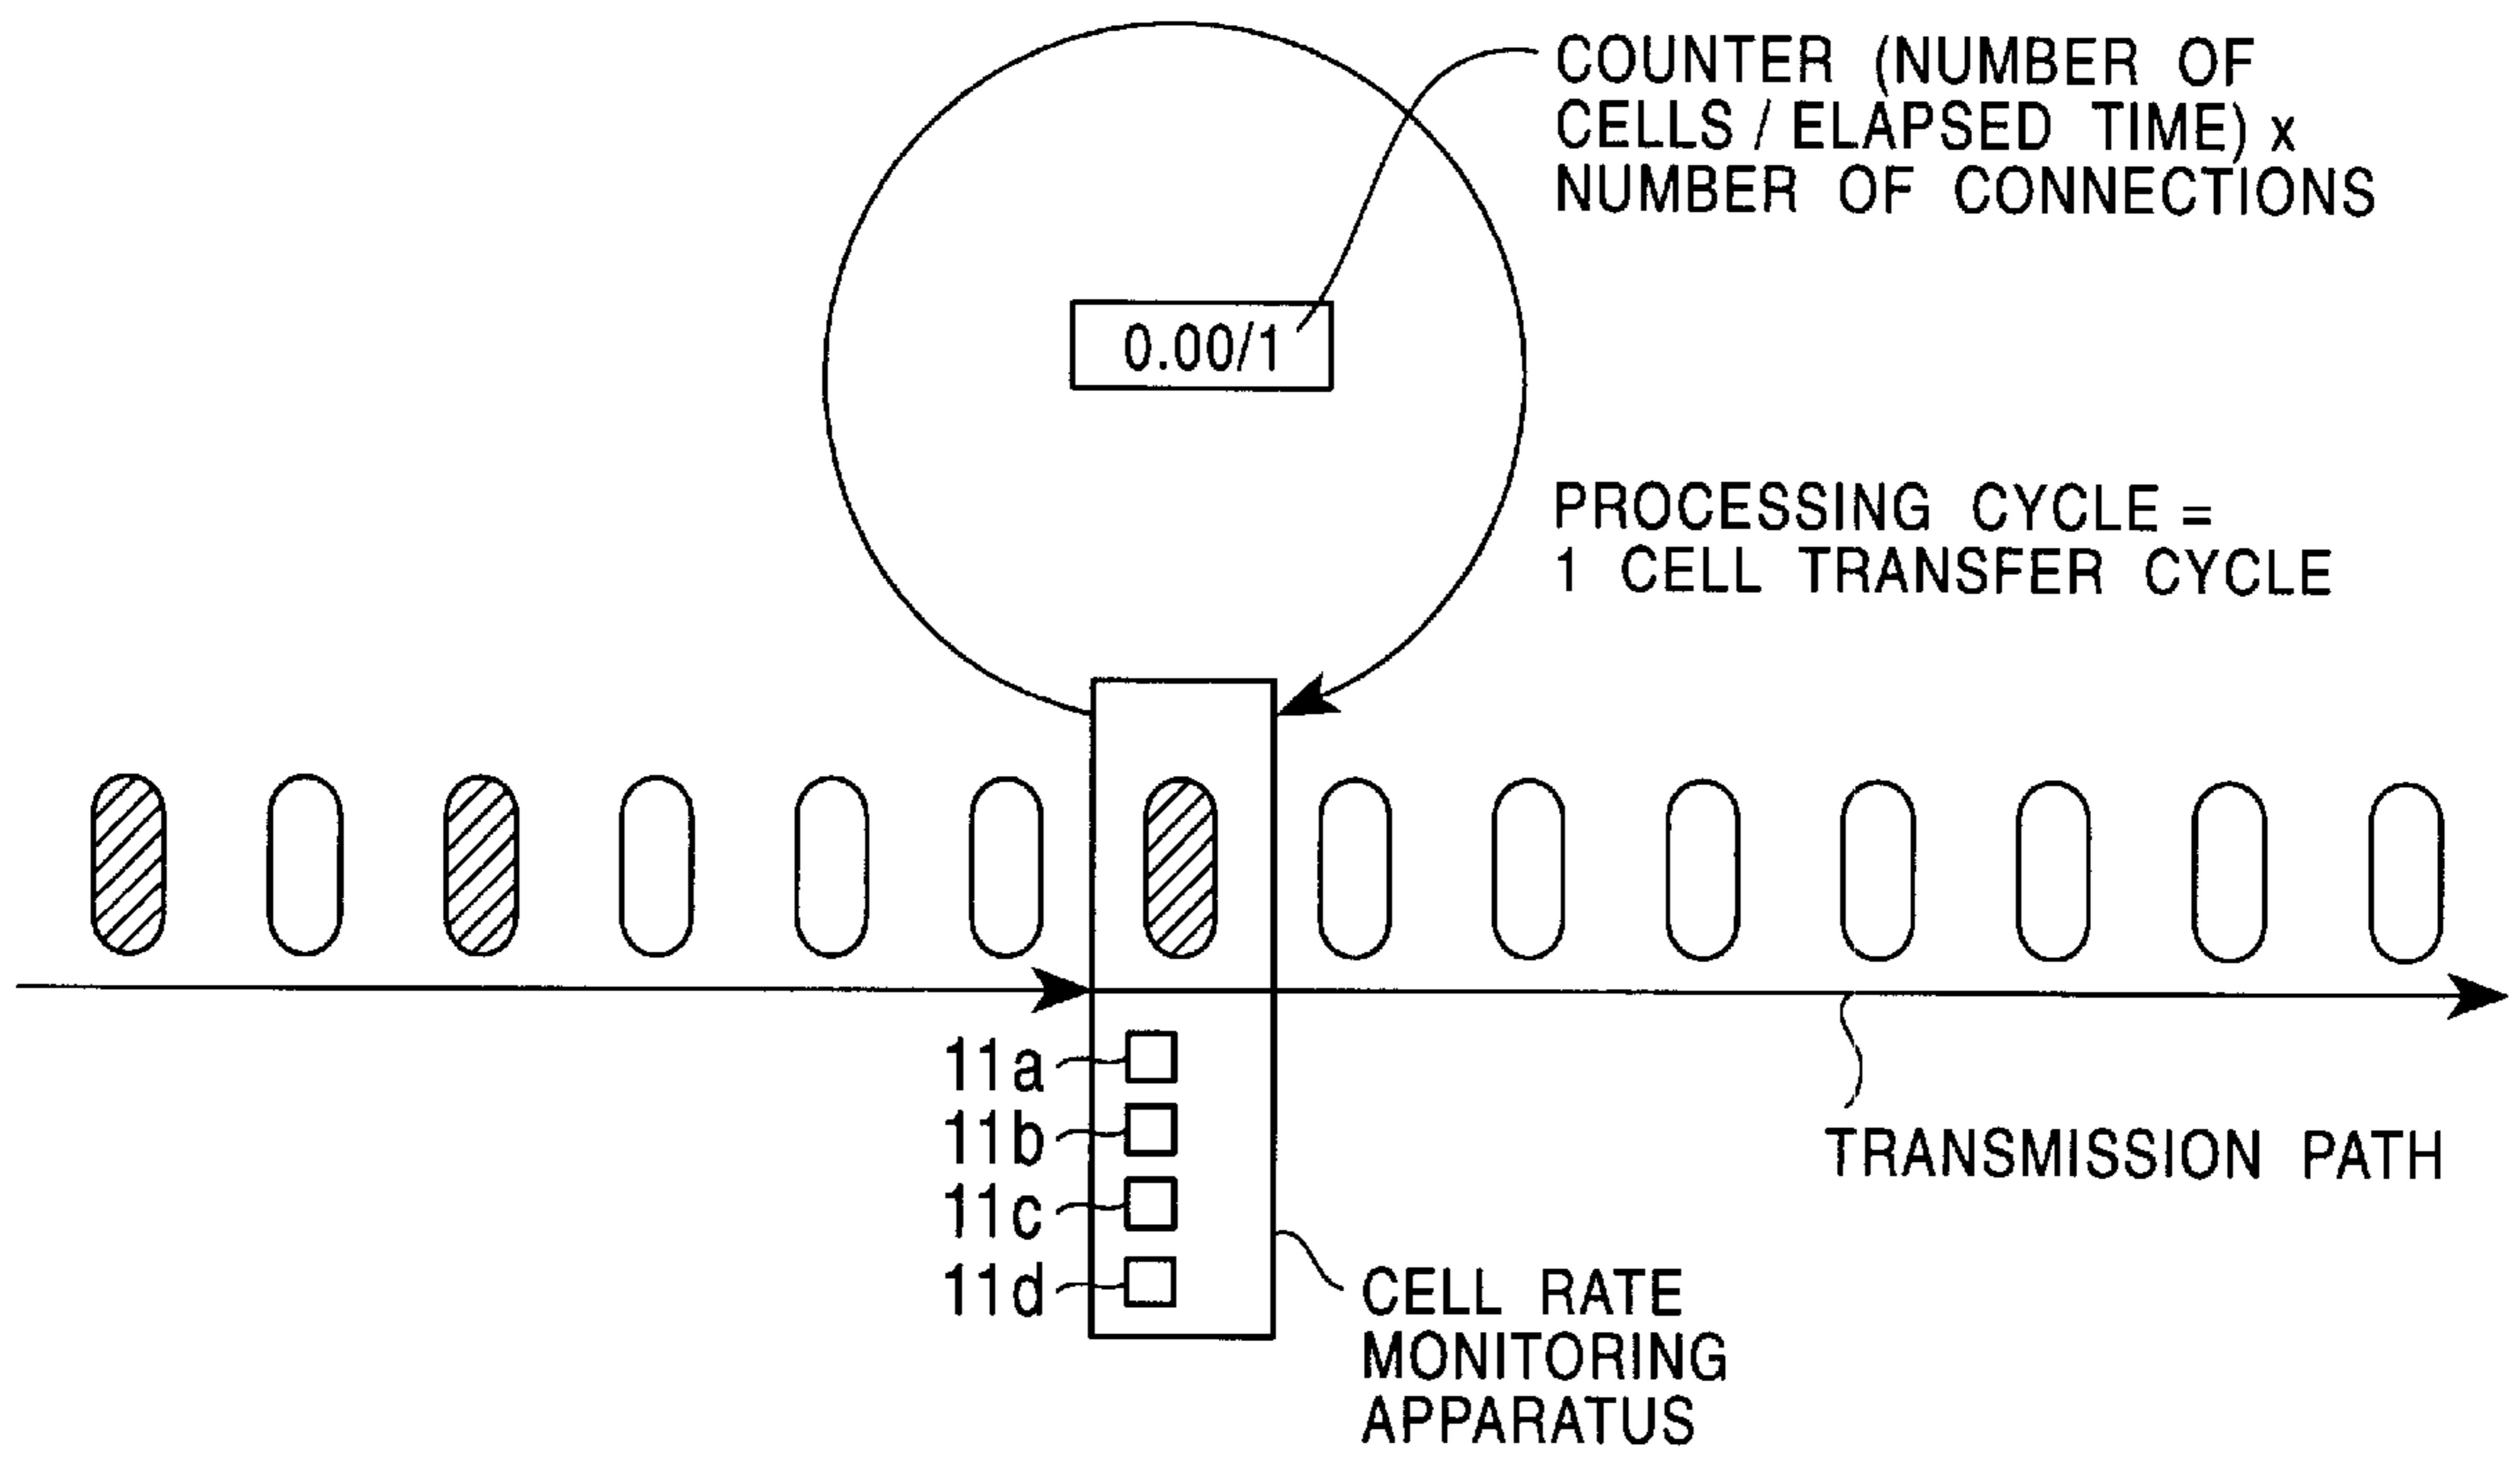 COUNTER (NUMBER OF
CELLS / ELAPSED TIME) x
NUMBER OF CONNECTIONS
0.00/1
PROCESSING CYCLE =
1 CELL TRANSFER CYCLE
11a
11b
11c
11d
TRANSMISSION PATH
CELL RATE
MONITORING
APPARATUS